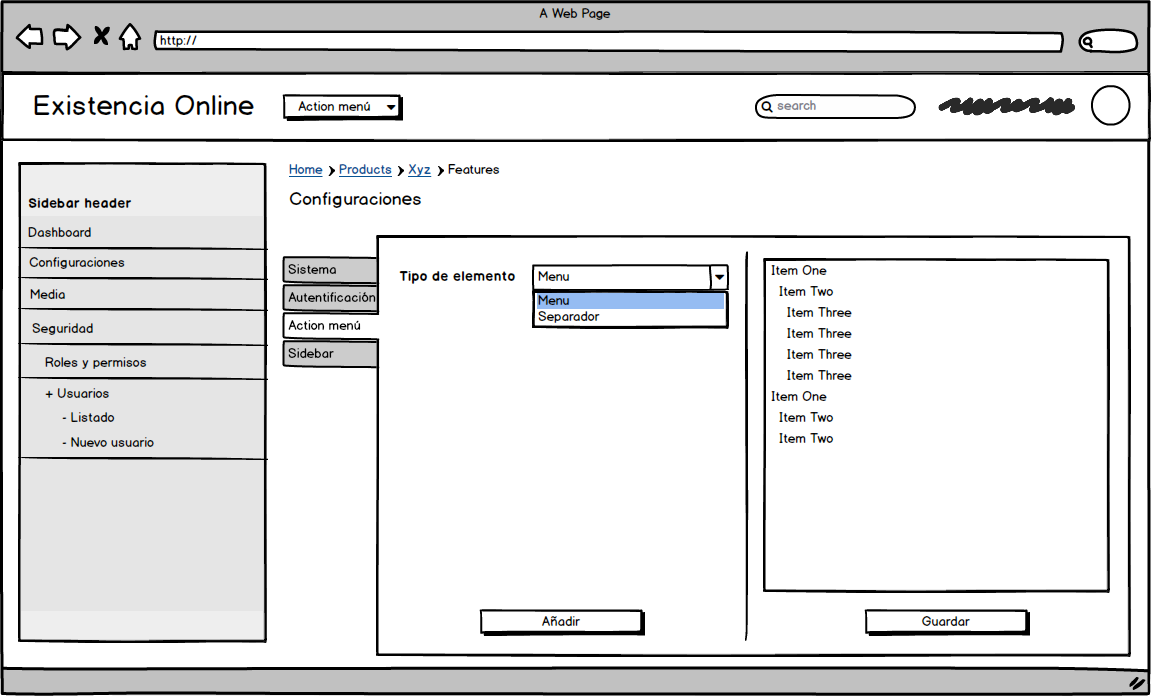 A Web Page
http://
Existencia Online
Action menú
search
Sidebar header
Dashboard
Configuraciones
Media
Seguridad
Roles y permisos
+ Usuarios
- Listado
- Nuevo usuario
Home Products Xyz Features
Configuraciones
Sistema
Autentificación
Action menú
Sidebar
Tipo de elemento
Menu
Menu
Separador
Añadir
Item One
Item Two
Item Three
Item Three
Item Three
Item Three
Item One
Item Two
Item Two
Guardar